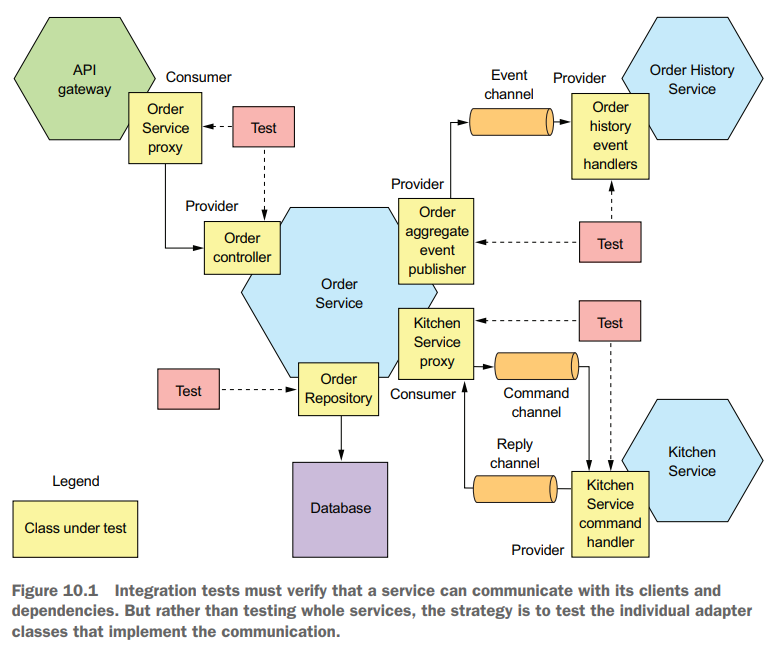 API
gateway
Consumer
Order
Service
proxy
Test
Provider
Order
controller
Event
channel
Provider
Order History
Service
Order
history
event
handlers
Provider
Order
aggregate
event
publisher
Test
Order
Service
Kitchen
Service
proxy
Test
Consumer
Command
channel
Test
Order
Repository
Reply
channel
Kitchen
Service
Kitchen
Service
command
handler
Provider
Database
Legend
Class under test
Figure 10.1 Integration tests must verify that a service can communicate with its clients and
dependencies. But rather than testing whole services, the strategy is to test the individual adapter
classes that implement the communication.